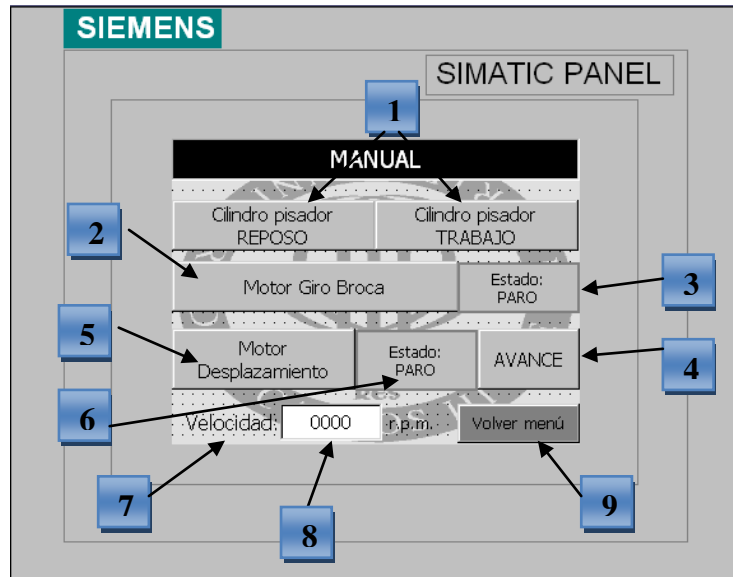 SIEMENS
SIMATIC PANEL
1
MANUAL
Cilindro pisador
REPOSO
Cilindro pisador
TRABAJO
2
Motor Giro Broca
Estado:
PARO
3
5
Motor
Desplazamiento
Estado:
PARO
AVANCE
4
6
Velocidad:
0000
r.p.m.
Volver menú
7
8
9